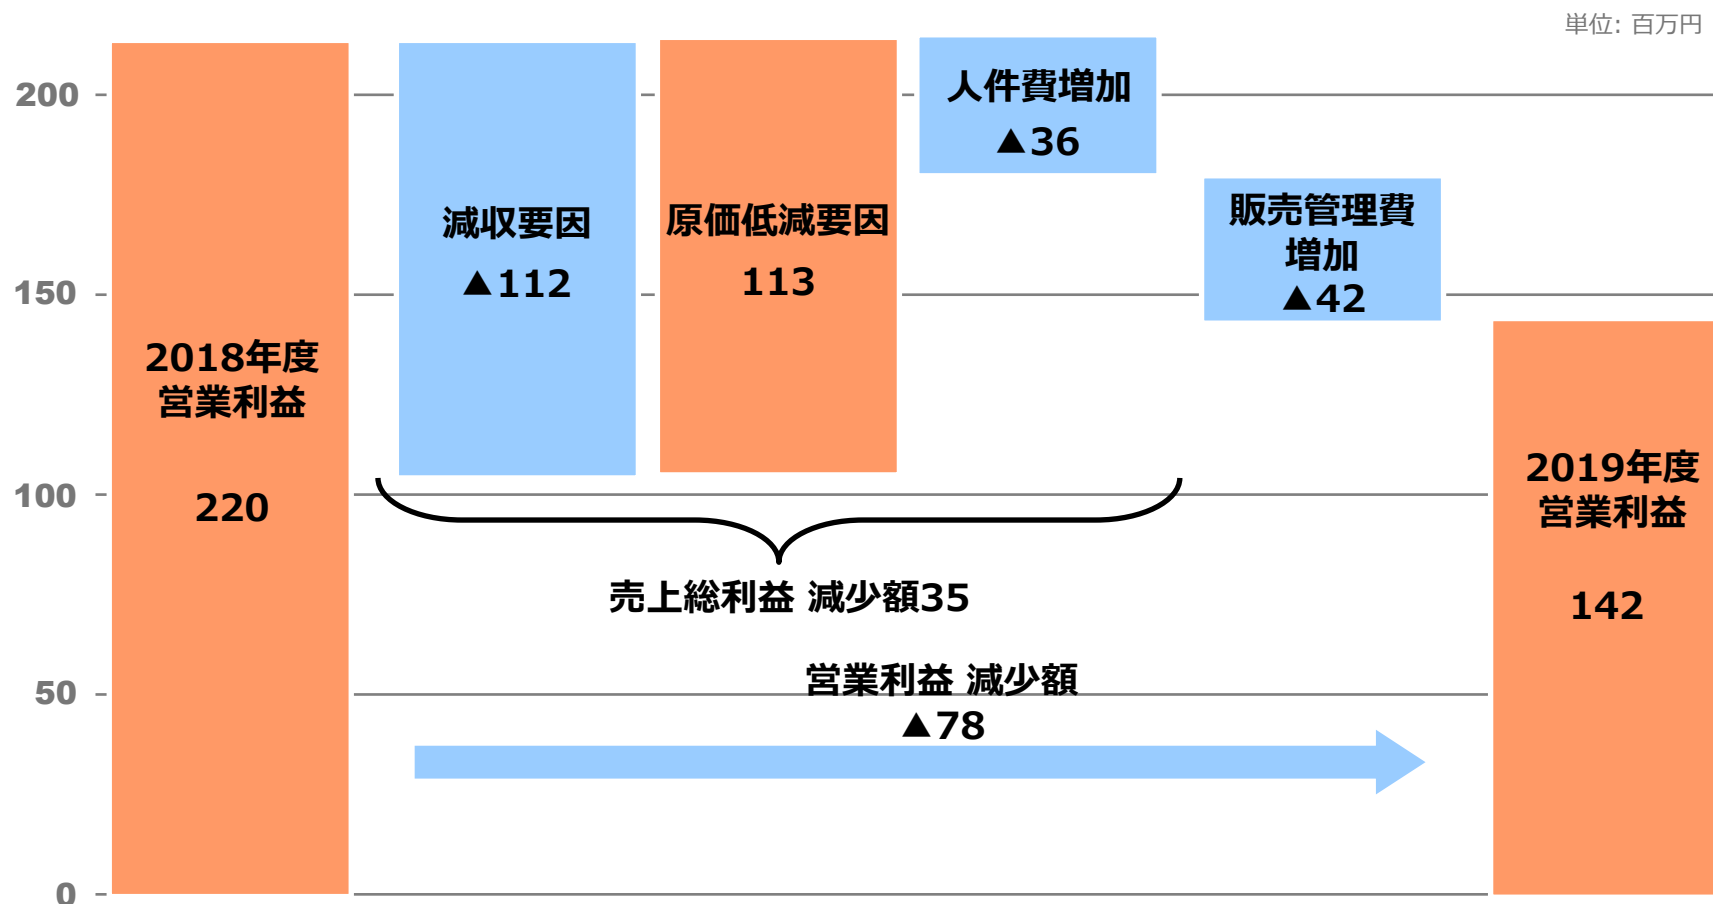 単位: 百万円
200
150
100
50
0
2018年度
営業利益
220
減収要因
▲112
原価低減要因
113
人件費増加
▲36
販売管理費
増加
▲42
2019年度
営業利益
142
売上総利益 減少額35
営業利益 減少額
▲78